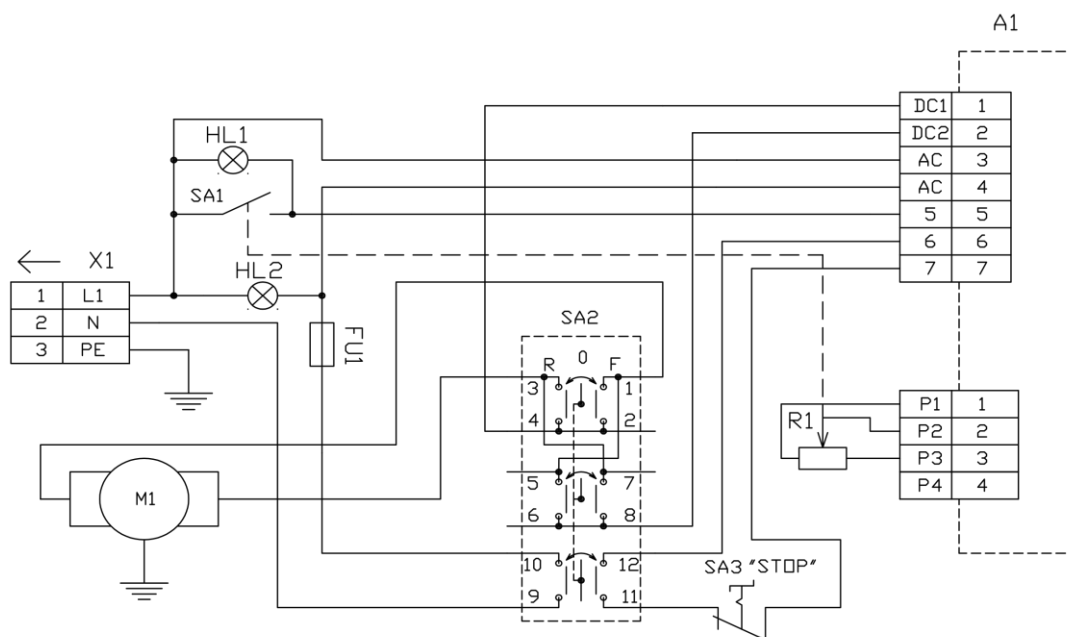 A1
DC1 1
DC2 2
HL1
AC 3
SA1
AC 4
5 5
6 6
X1
HL2
7 7
1 L1
2 N
FU1
SA2
3 PE
R 0 F
3 1
P1 1
4 2
R1
P2 2
P3 3
M1
5 7
P4 4
6 8
10 12
SA3 "STOP"
9 11